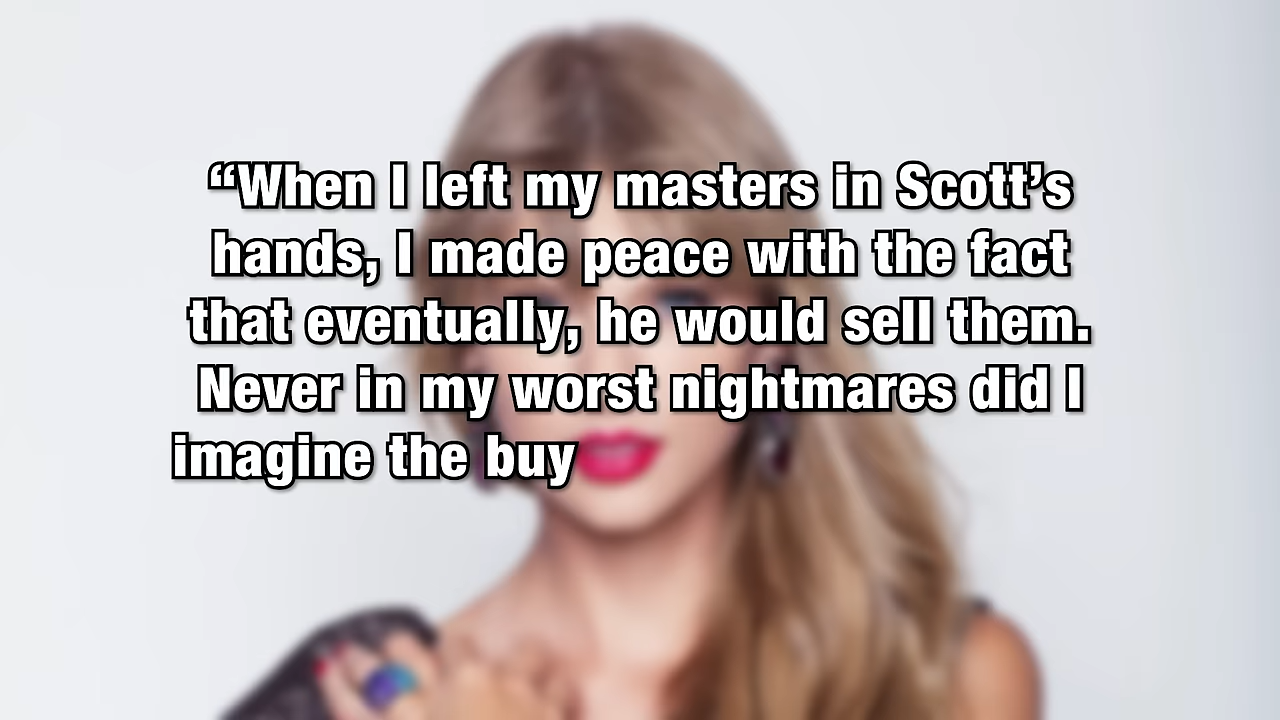 “When I left my masters in Scott’s
hands, I made peace with the fact
that eventually, he would sell them.
Never in my worst nightmares did I
imagine the buy